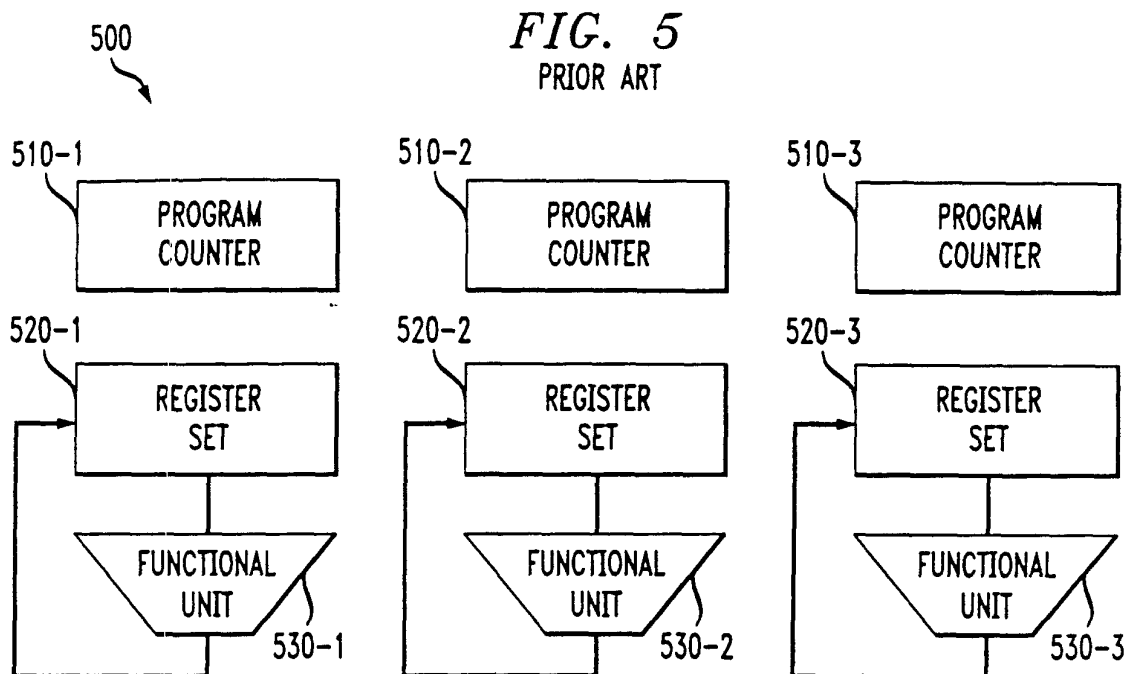 500
FIG. 5
PRIOR ART
510-1
510-2
510-3
PROGRAM
COUNTER
PROGRAM
COUNTER
PROGRAM
COUNTER
520-1
520-2
520-3
REGISTER
SET
REGISTER
SET
REGISTER
SET
FUNCTIONAL
UNIT
FUNCTIONAL
UNIT
FUNCTIONAL
UNIT
530-1
530-2
530-3